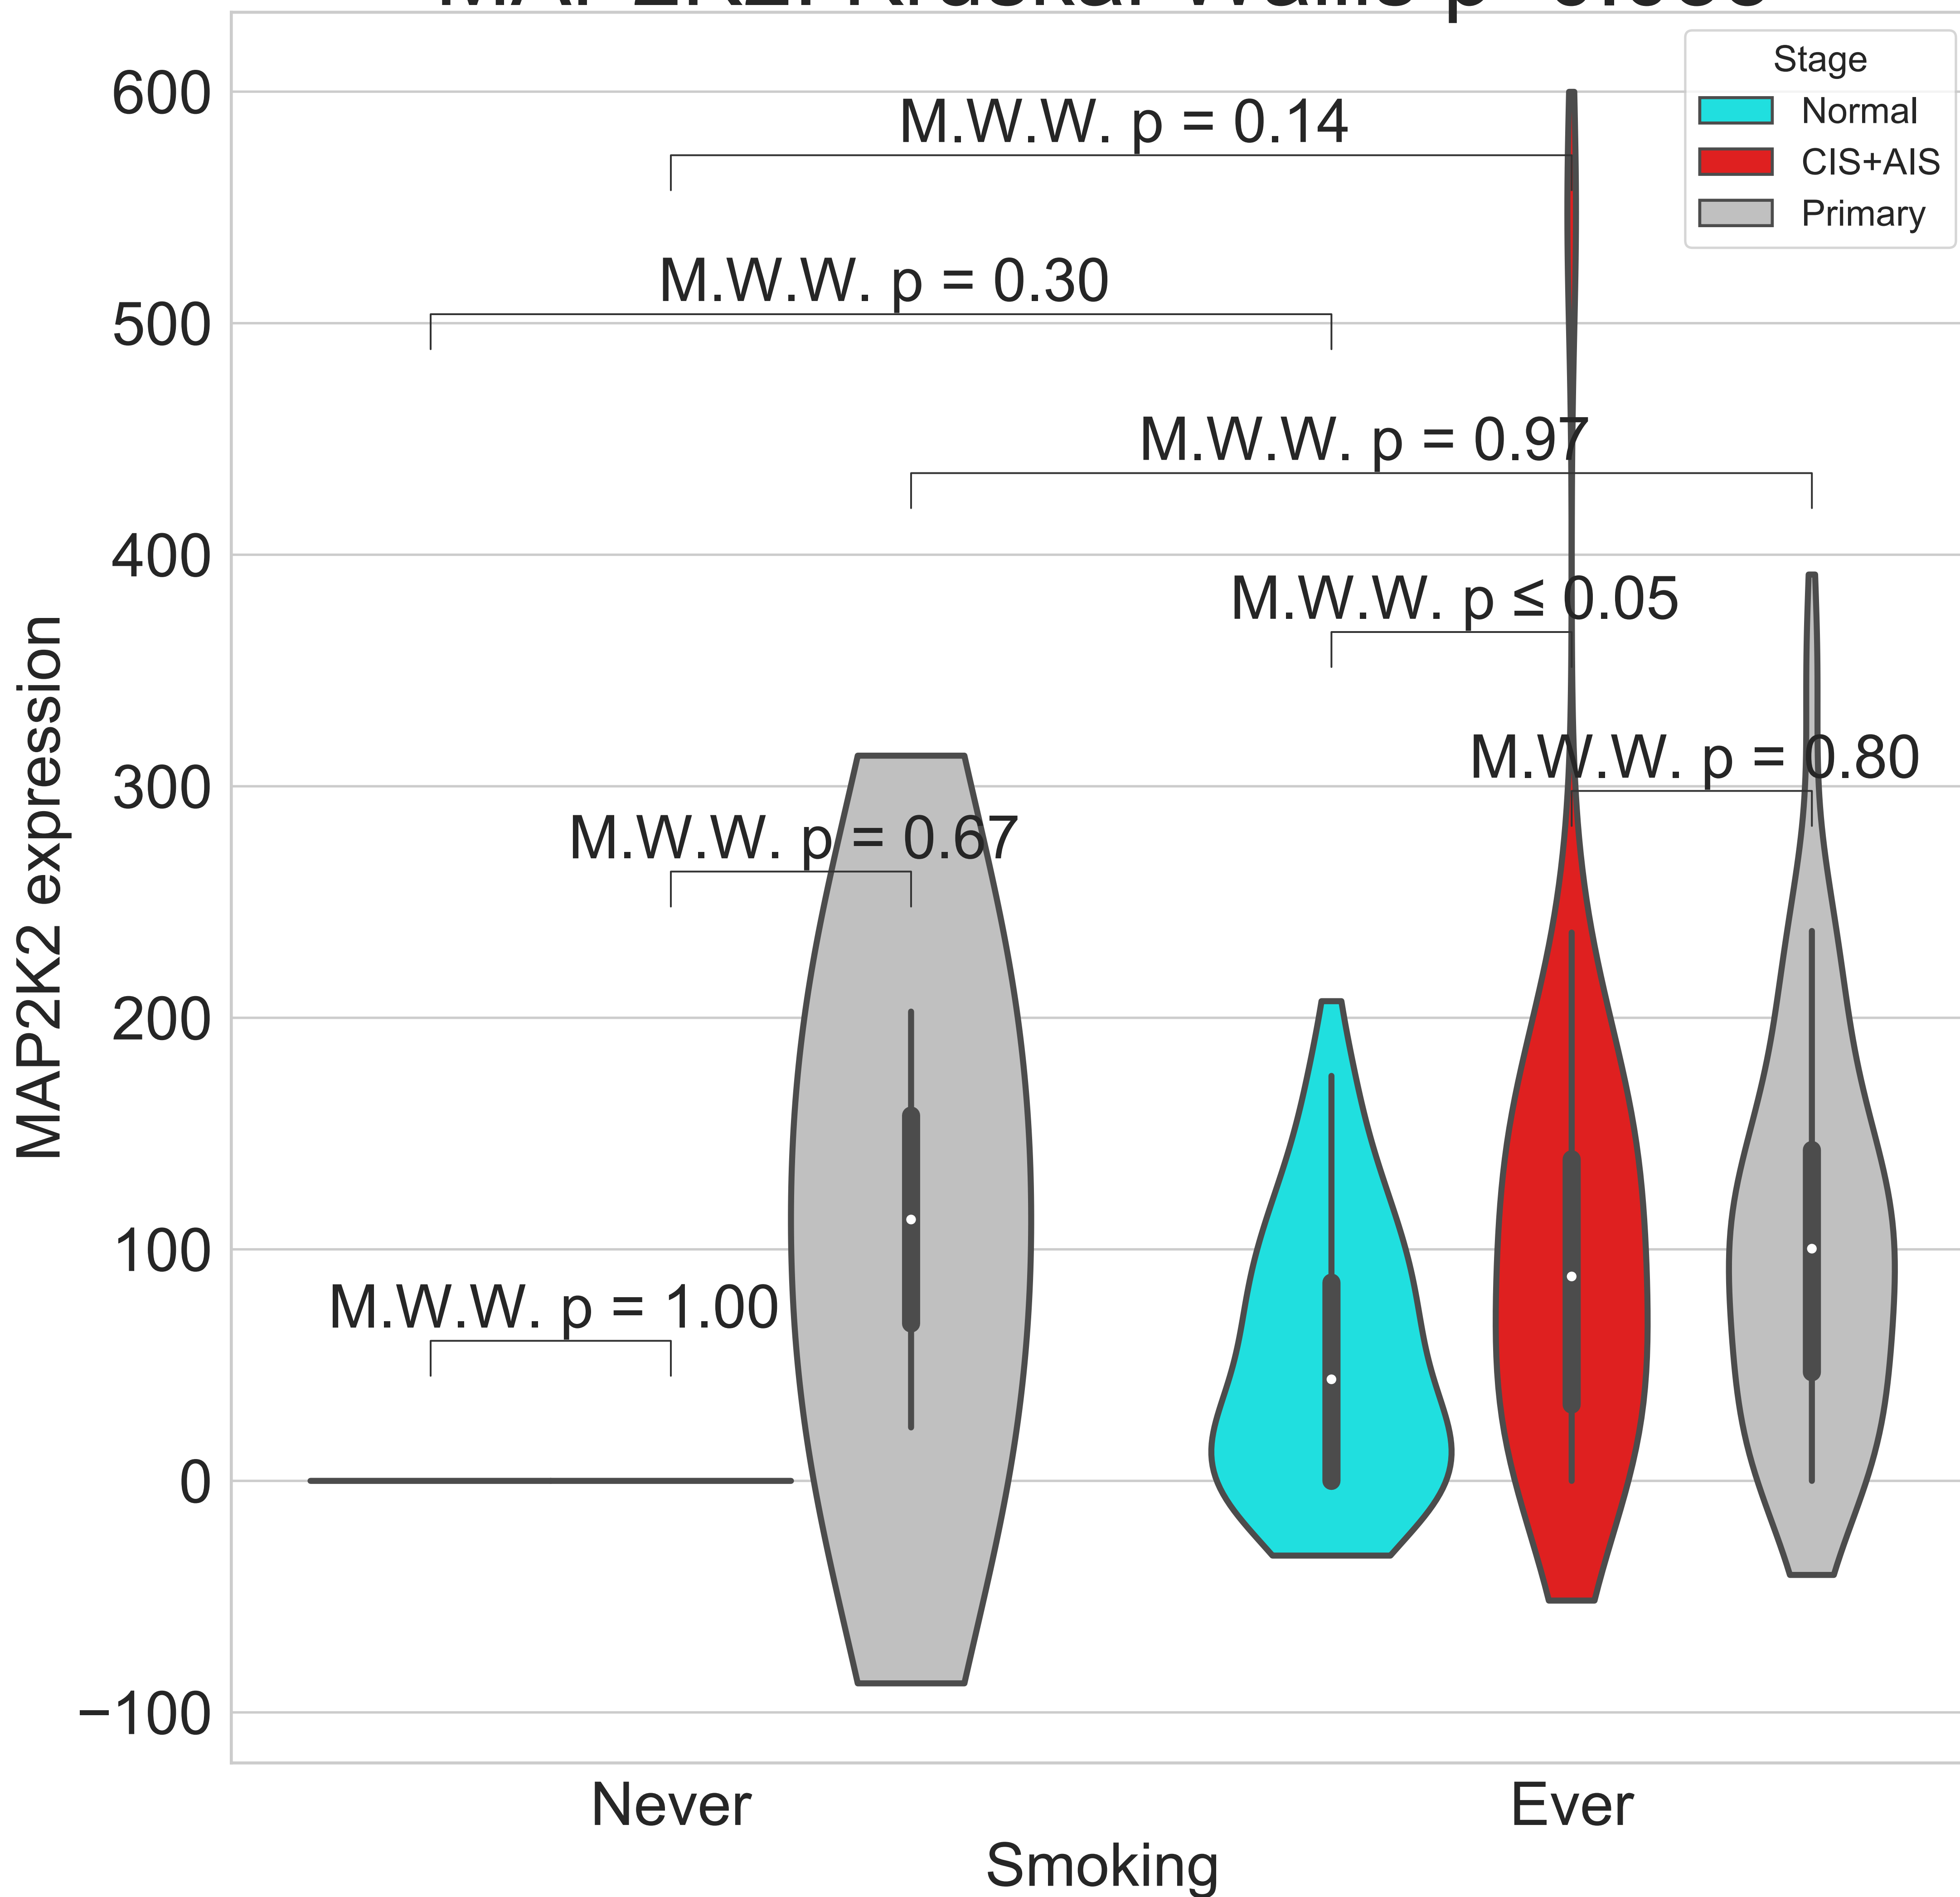 Stage
Normal
CIS+AIS
Primary
600
500
400
300
200
100
0
−100
MAP2K2 expression
M.W.W. p = 0.14
M.W.W. p = 0.30
M.W.W. p = 0.97
M.W.W. p ≤ 0.05
M.W.W. p = 0.80
M.W.W. p = 0.67
M.W.W. p = 1.00
Never
Ever
Smoking